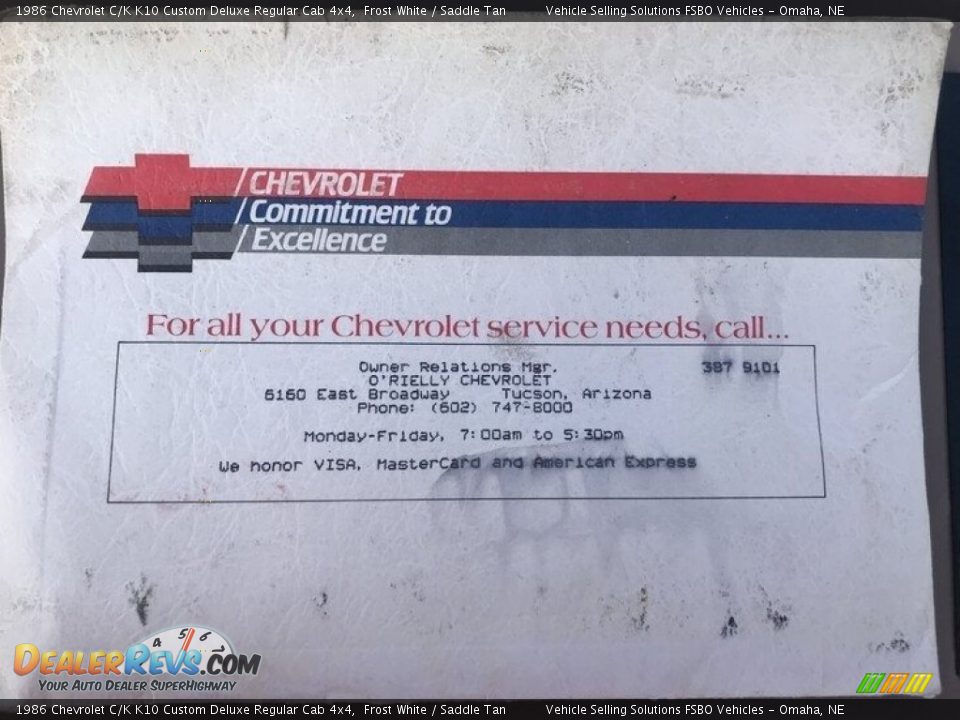 1986 Chevrolet C/K K10 Custom Deluxe Regular Cab 4x4, Frost White / Saddle Tan Vehicle Selling Solutions FSBO Vehicles - Omaha, NE
CHEVROLET
Commitment to
Excellence
For all your Chevrolet service needs, call...
Owner Relations Mgr. 387 9101
O'RIELLY CHEVROLET
6160 East Broadway Tucson, Arizona
Phone: (602) 747-8000
Monday-Friday, 7:00am to 5:30pm
We honor VISA, MasterCard and American Express
4 5 6
DEALERREVS.COM
YOUR AUTO DEALER SUPERHIGHWAY
1986 Chevrolet C/K K10 Custom Deluxe Regular Cab 4x4, Frost White / Saddle Tan Vehicle Selling Solutions FSBO Vehicles - Omaha, NE